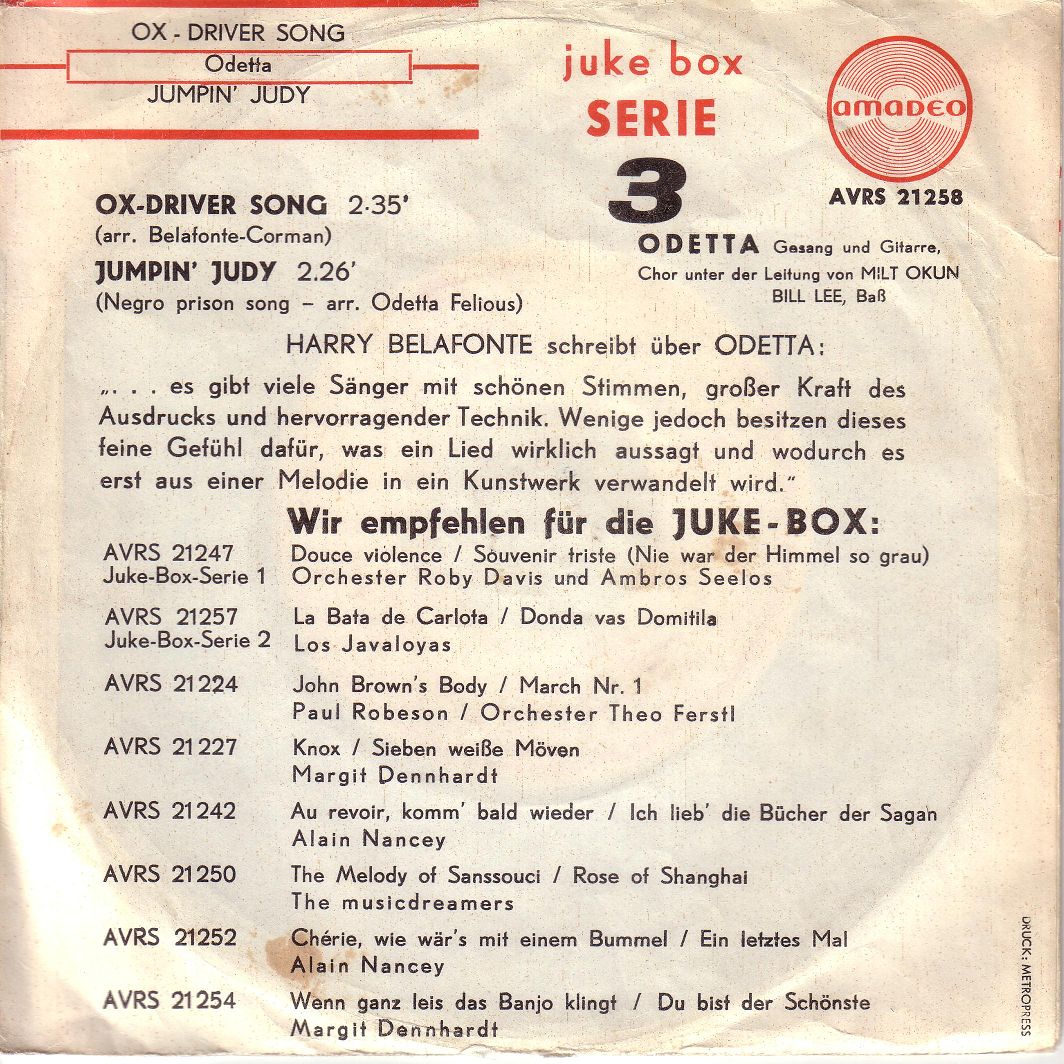 OX - DRIVER SONG
Odetta
JUMPIN' JUDY
juke box
SERIE
3
amadeo
AVRS 21258
OX-DRIVER SONG 2·35'
(arr. Belafonte-Corman)
JUMPIN' JUDY 2.26'
(Negro prison song – arr. Odetta Felious)
ODETTA Gesang und Gitarre,
Chor unter der Leitung von MILT OKUN
BILL LEE, Baß
HARRY BELAFONTE schreibt über ODETTA:
„. . . es gibt viele Sänger mit schönen Stimmen, großer Kraft des
Ausdrucks und hervorragender Technik. Wenige jedoch besitzen dieses
feine Gefühl dafür, was ein Lied wirklich aussagt und wodurch es
erst aus einer Melodie in ein Kunstwerk verwandelt wird.“
Wir empfehlen für die JUKE-BOX:
AVRS 21247 Douce violence / Souvenir triste (Nie war der Himmel so grau)
Juke-Box-Serie 1 Orchester Roby Davis und Ambros Seelos
AVRS 21257 La Bata de Carlota / Donda vas Domitila
Juke-Box-Serie 2 Los Javaloyas
AVRS 21224 John Brown's Body / March Nr. 1
Paul Robeson / Orchester Theo Ferstl
AVRS 21227 Knox / Sieben weiße Möven
Margit Dennhardt
AVRS 21242 Au revoir, komm' bald wieder / Ich lieb' die Bücher der Sagan
Alain Nancey
AVRS 21250 The Melody of Sanssouci / Rose of Shanghai
The musicdreamers
AVRS 21252 Chérie, wie wär's mit einem Bummel / Ein letztes Mal
Alain Nancey
AVRS 21254 Wenn ganz leis das Banjo klingt / Du bist der Schönste
Margit Dennhardt
DRUCK: METROPRESS